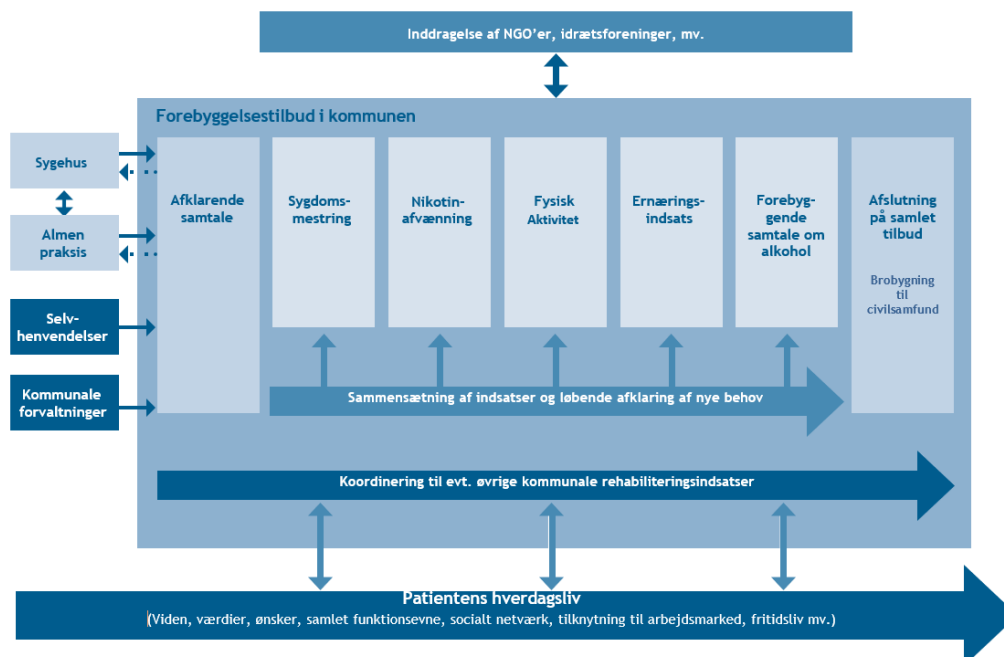 Inddragelse af NGO'er, idrætsforeninger, mv.
Forebyggelsestilbud i kommunen
Sygehus
Almen
praksis
Selv-
henvendelser
Kommunale
forvaltninger
Afklarende
samtale
Sygdoms-
mestring
Nikotin-
afvænning
Fysisk
Aktivitet
Ernærings-
indsats
Forebyg-
gende
samtale om
alkohol
Afslutning
på samlet
tilbud
Brobygning
til
civilsamfund
Sammensætning af indsatser og løbende afklaring af nye behov
Koordinering til evt. øvrige kommunale rehabiliteringsindsatser
Patientens hverdagsliv
(Viden, værdier, ønsker, samlet funktionsevne, socialt netværk, tilknytning til arbejdsmarked, fritidsliv mv.)